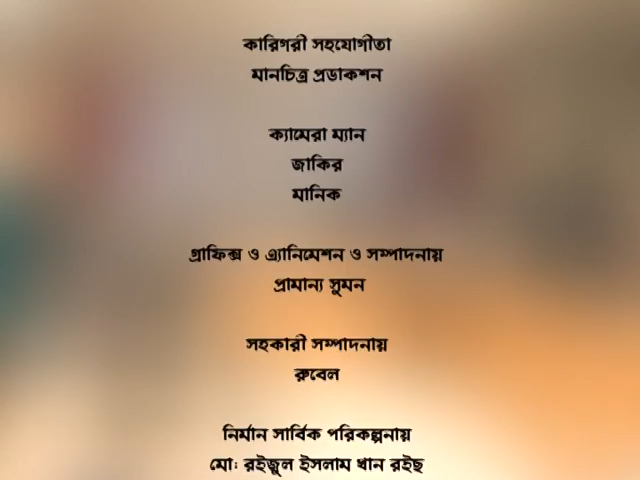 কারিগরী সহযোগীতা
মানচিত্র প্রডাকশন
ক্যামেরা ম্যান
জাকির
মানিক
গ্রাফিক্স ও এ্যানিমেশন ও সম্পাদনায়
প্রামান্য সুমন
সহকারী সম্পাদনায়
রুবেল
নির্মান সার্বিক পরিকল্পনায়
মো: রইজুল ইসলাম খান রইছ